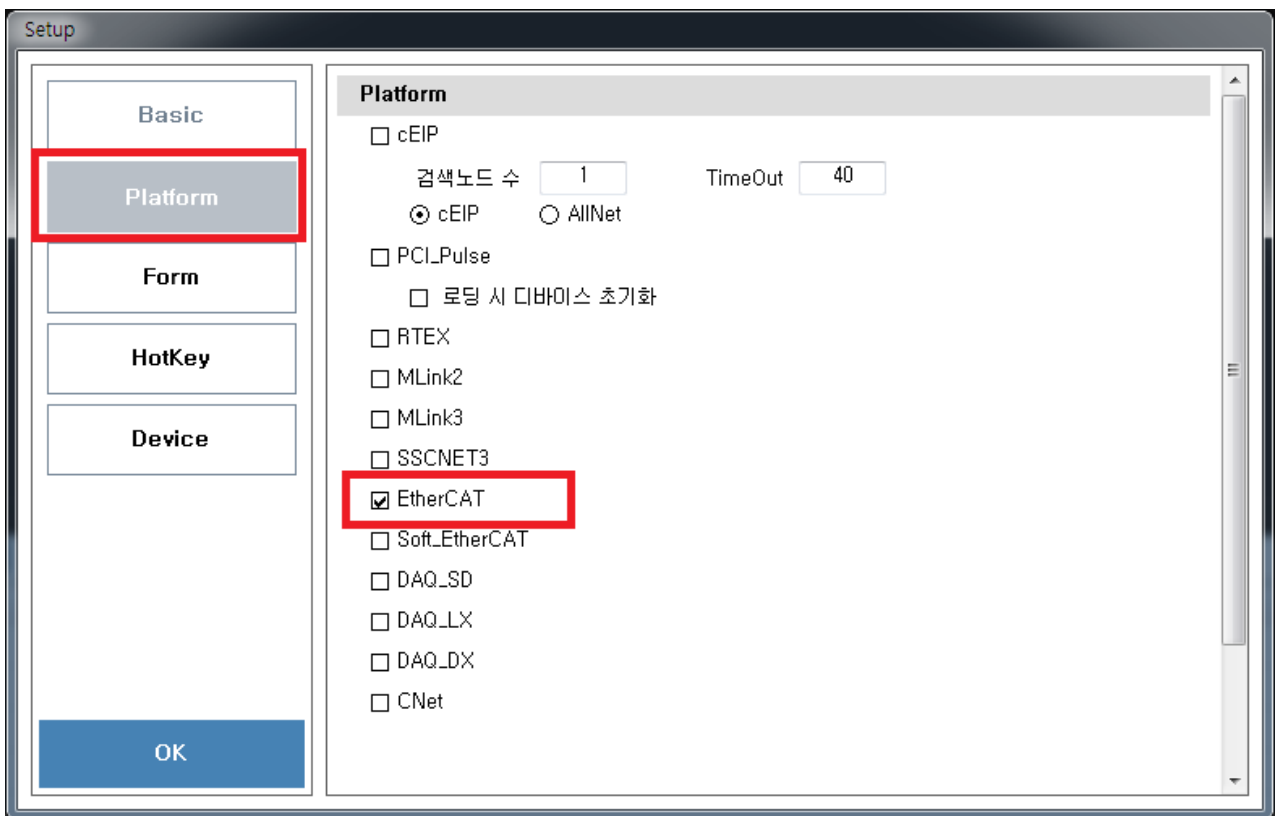 Setup
Basic
Platform
Form
HotKey
Device
OK
Platform
cEIP
검색노드 수 1 TimeOut 40
cEIP AllNet
PCI_Pulse
로딩 시 디바이스 초기화
RTEX
MLink2
MLink3
SSCNET3
EtherCAT
Soft_EtherCAT
DAQ_SD
DAQ_LX
DAQ_DX
CNet